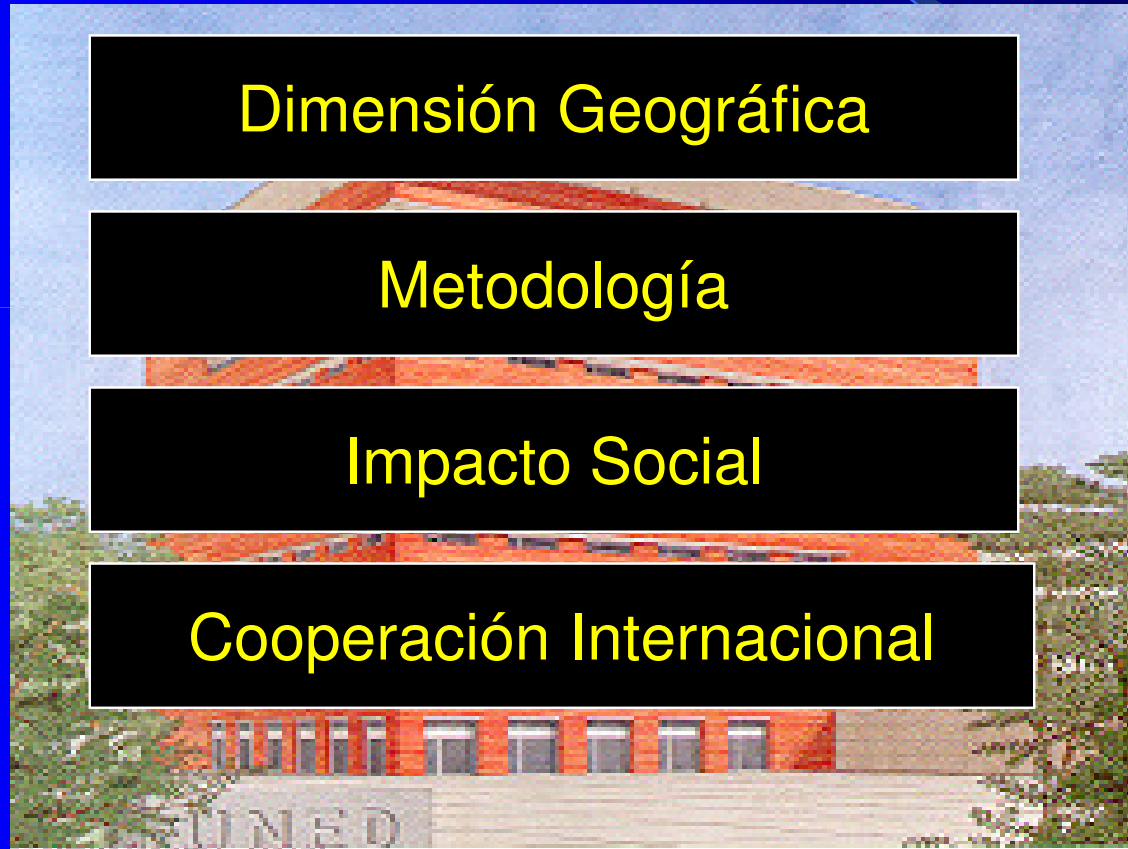 Dimensión Geográfica
Metodología
Impacto Social
Cooperación Internacional
UNED